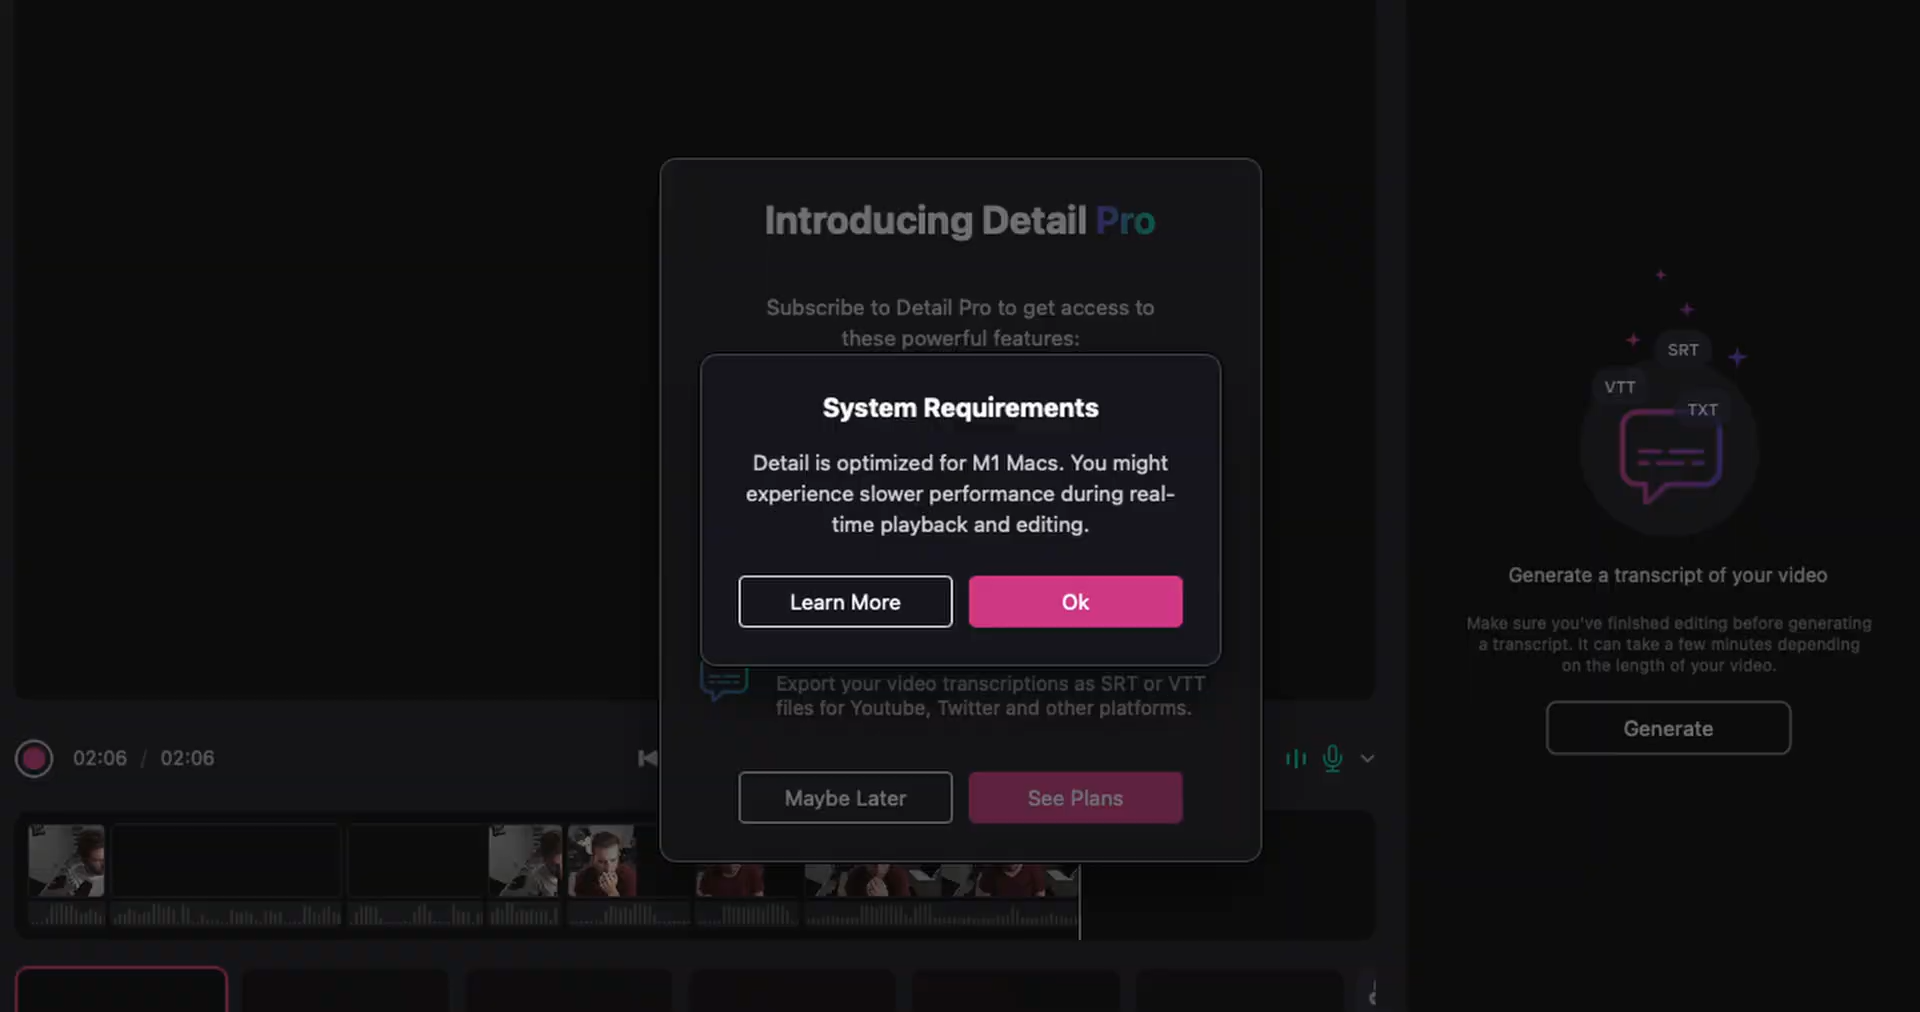 Introducing Detail Pro
Subscribe to Detail Pro to get access to
these powerful features:
System Requirements
Detail is optimized for M1 Macs. You might
experience slower performance during real-
time playback and editing.
Learn More
Ok
Export your video transcriptions as SRT or VTT
files for Youtube, Twitter and other platforms.
Maybe Later
See Plans
02:06 / 02:06
SRT
VTT
TXT
Generate a transcript of your video
Make sure you've finished editing before generating
a transcript. It can take a few minutes depending
on the length of your video.
Generate